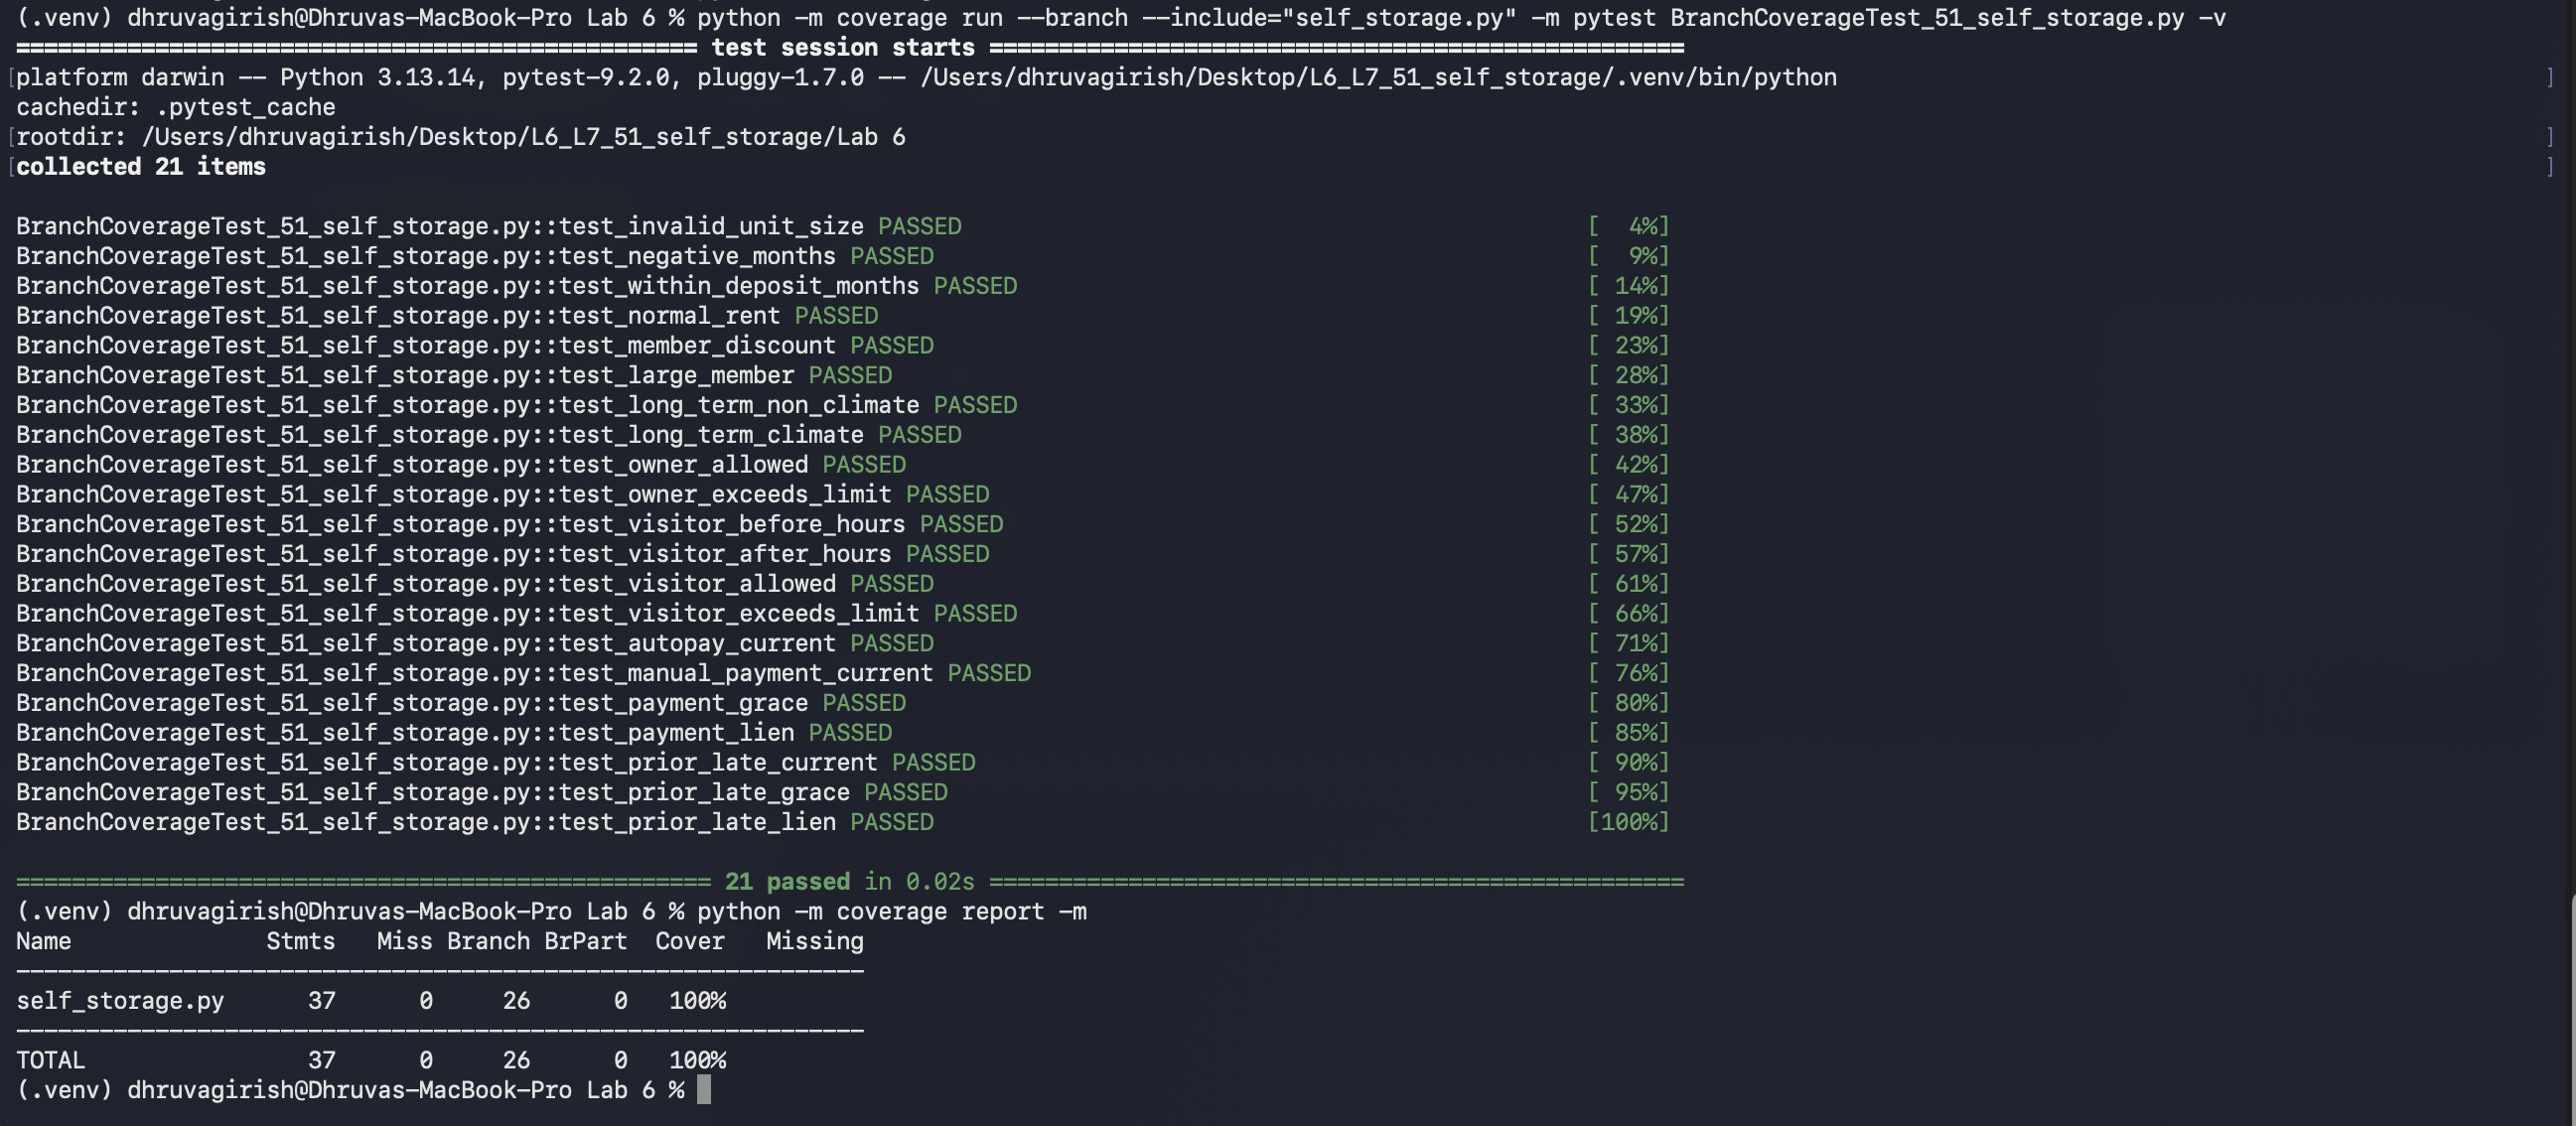 (.venv) dhruvagirish@Dhruvas-MacBook-Pro Lab 6 % python -m coverage run --branch --include="self_storage.py" -m pytest BranchCoverageTest_51_self_storage.py -v
================================================= test session starts ==================================================
[platform darwin -- Python 3.13.14, pytest-9.2.0, pluggy-1.7.0 -- /Users/dhruvagirish/Desktop/L6_L7_51_self_storage/.venv/bin/python ]
cachedir: .pytest_cache
[rootdir: /Users/dhruvagirish/Desktop/L6_L7_51_self_storage/Lab 6 ]
[collected 21 items ]
BranchCoverageTest_51_self_storage.py::test_invalid_unit_size PASSED [  4%]
BranchCoverageTest_51_self_storage.py::test_negative_months PASSED [  9%]
BranchCoverageTest_51_self_storage.py::test_within_deposit_months PASSED [ 14%]
BranchCoverageTest_51_self_storage.py::test_normal_rent PASSED [ 19%]
BranchCoverageTest_51_self_storage.py::test_member_discount PASSED [ 23%]
BranchCoverageTest_51_self_storage.py::test_large_member PASSED [ 28%]
BranchCoverageTest_51_self_storage.py::test_long_term_non_climate PASSED [ 33%]
BranchCoverageTest_51_self_storage.py::test_long_term_climate PASSED [ 38%]
BranchCoverageTest_51_self_storage.py::test_owner_allowed PASSED [ 42%]
BranchCoverageTest_51_self_storage.py::test_owner_exceeds_limit PASSED [ 47%]
BranchCoverageTest_51_self_storage.py::test_visitor_before_hours PASSED [ 52%]
BranchCoverageTest_51_self_storage.py::test_visitor_after_hours PASSED [ 57%]
BranchCoverageTest_51_self_storage.py::test_visitor_allowed PASSED [ 61%]
BranchCoverageTest_51_self_storage.py::test_visitor_exceeds_limit PASSED [ 66%]
BranchCoverageTest_51_self_storage.py::test_autopay_current PASSED [ 71%]
BranchCoverageTest_51_self_storage.py::test_manual_payment_current PASSED [ 76%]
BranchCoverageTest_51_self_storage.py::test_payment_grace PASSED [ 80%]
BranchCoverageTest_51_self_storage.py::test_payment_lien PASSED [ 85%]
BranchCoverageTest_51_self_storage.py::test_prior_late_current PASSED [ 90%]
BranchCoverageTest_51_self_storage.py::test_prior_late_grace PASSED [ 95%]
BranchCoverageTest_51_self_storage.py::test_prior_late_lien PASSED [100%]
================================================== 21 passed in 0.02s ==================================================
(.venv) dhruvagirish@Dhruvas-MacBook-Pro Lab 6 % python -m coverage report -m
Name              Stmts   Miss Branch BrPart  Cover   Missing
-------------------------------------------------------------
self_storage.py      37      0     26      0   100%
-------------------------------------------------------------
TOTAL                37      0     26      0   100%
(.venv) dhruvagirish@Dhruvas-MacBook-Pro Lab 6 %